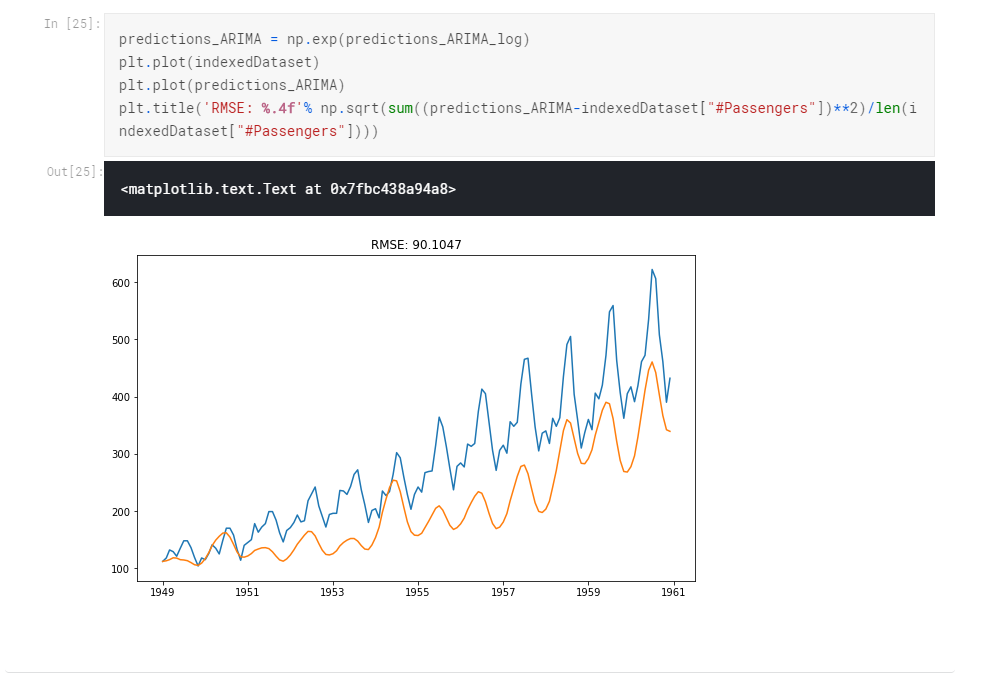 In [25]:
predictions_ARIMA = np.exp(predictions_ARIMA_log)
plt.plot(indexedDataset)
plt.plot(predictions_ARIMA)
plt.title('RMSE: %.4f'% np.sqrt(sum((predictions_ARIMA-indexedDataset["#Passengers"])**2)/len(i
ndexedDataset["#Passengers"])))
Out[25]:
<matplotlib.text.Text at 0x7fbc438a94a8>
RMSE: 90.1047
600
500
400
300
200
100
1949 1951 1953 1955 1957 1959 1961